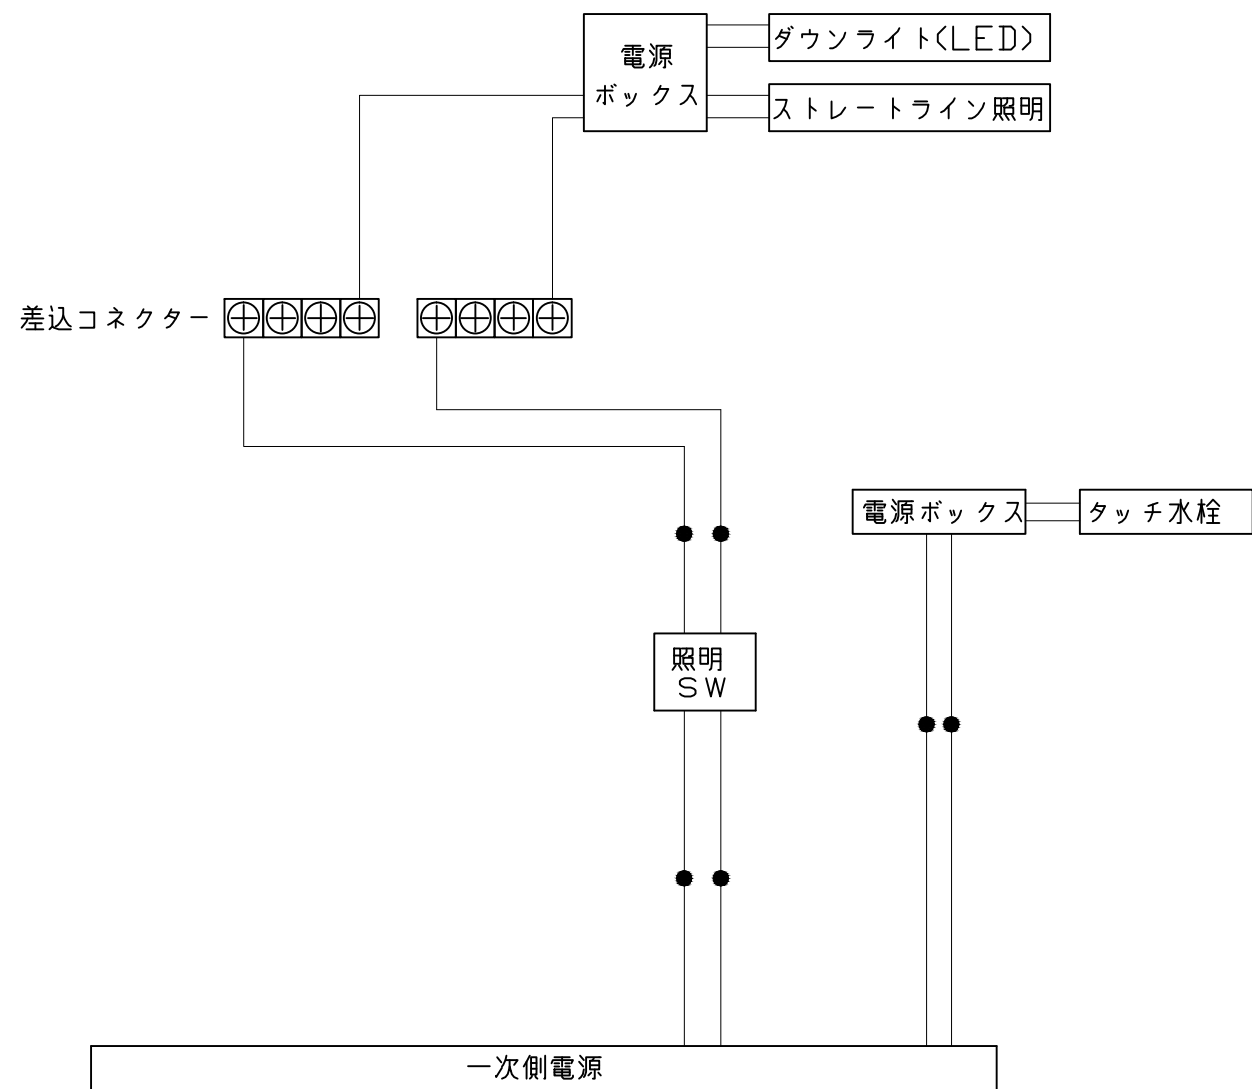 電源
ボックス
ダウンライト(LED)
ストレートライン照明
差込コネクター
電源ボックス
タッチ水栓
照明
SW
一次側電源